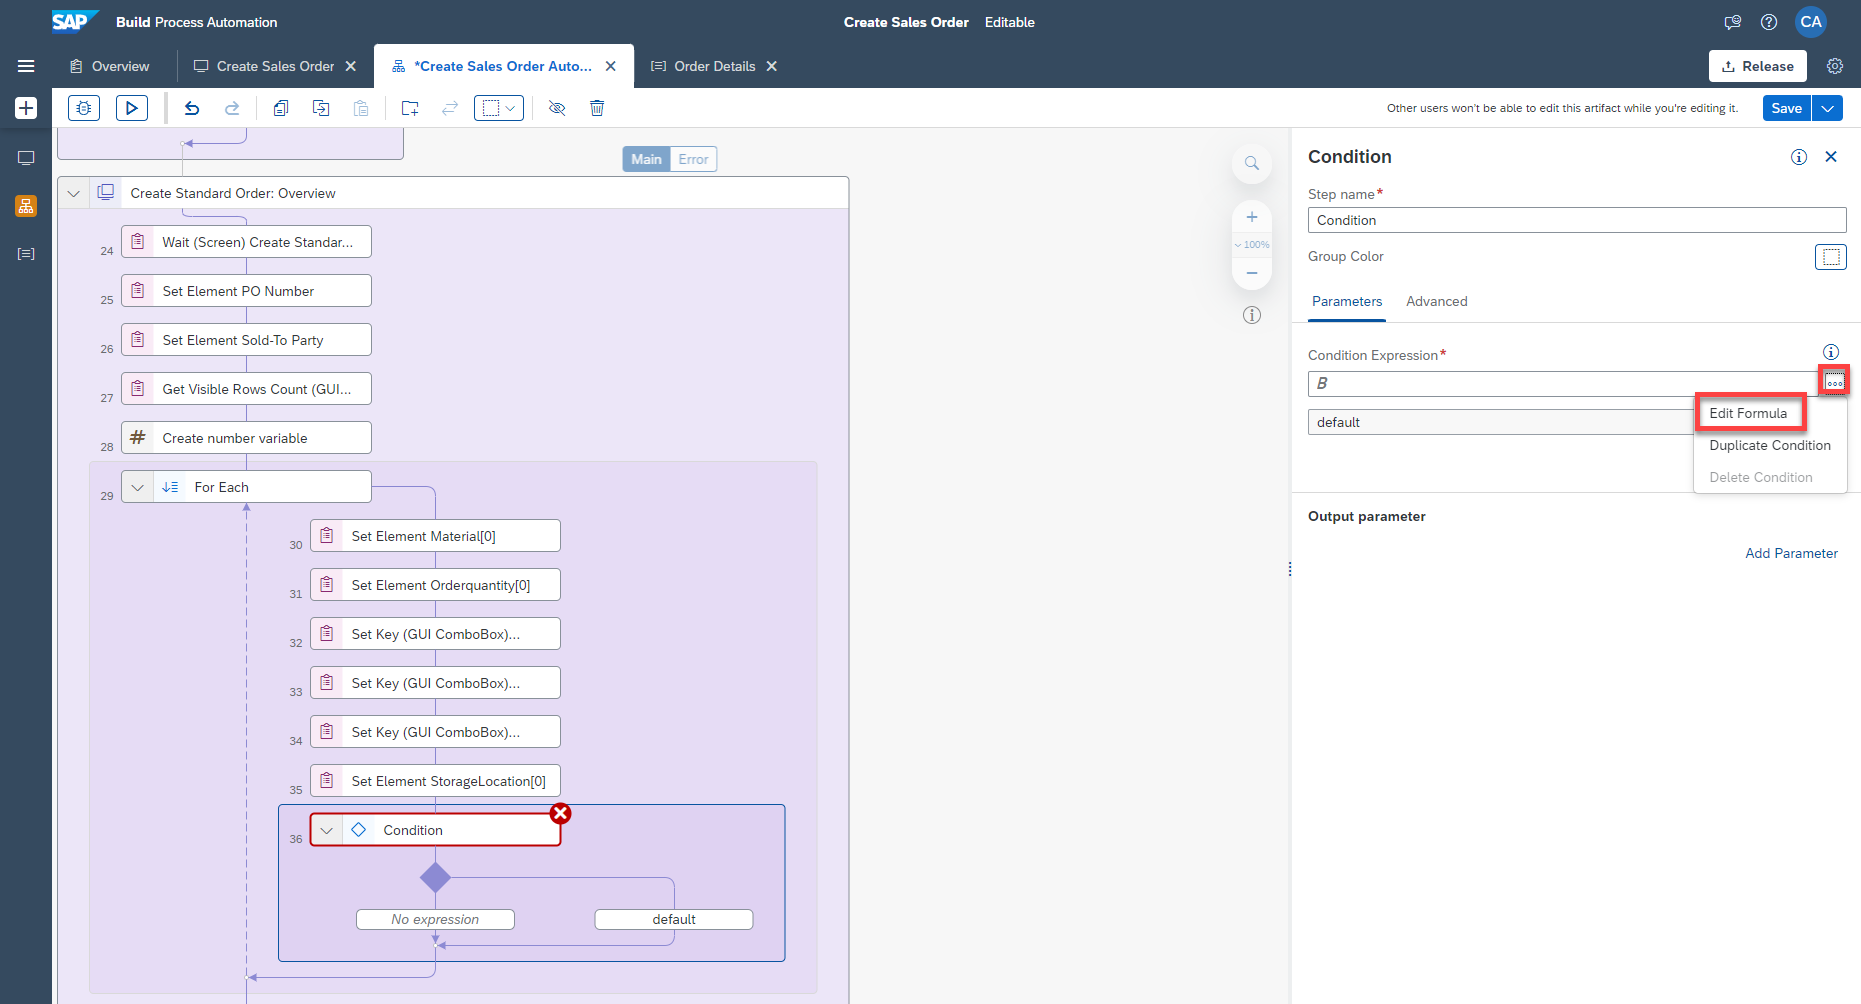 SAP Build Process Automation
Create Sales Order Editable
CA
Overview
Create Sales Order
*Create Sales Order Auto...
Order Details
Release
Other users won't be able to edit this artifact while you're editing it.
Save
Main Error
Create Standard Order: Overview
24 Wait (Screen) Create Standar...
25 Set Element PO Number
26 Set Element Sold-To Party
27 Get Visible Rows Count (GUI...
28 # Create number variable
29 For Each
30 Set Element Material[0]
31 Set Element Orderquantity[0]
32 Set Key (GUI ComboBox)...
33 Set Key (GUI ComboBox)...
34 Set Key (GUI ComboBox)...
35 Set Element StorageLocation[0]
36 Condition
No expression
default
100%
Condition
Step name*
Condition
Group Color
Parameters Advanced
Condition Expression*
B
default
Edit Formula
Duplicate Condition
Delete Condition
Output parameter
Add Parameter